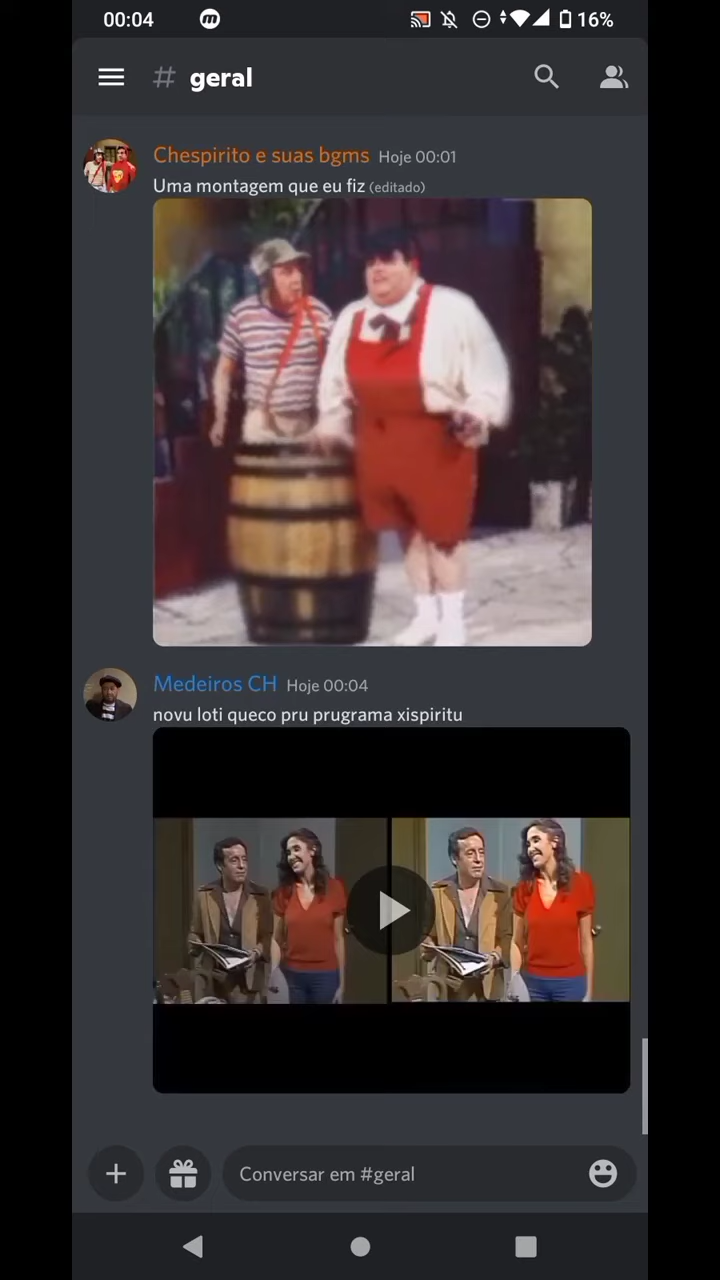 00:04
16%
# geral
Chespirito e suas bgms Hoje 00:01
Uma montagem que eu fiz (editado)
Medeiros CH Hoje 00:04
novu loti queco pru prugrama xispiritu
Conversar em #geral